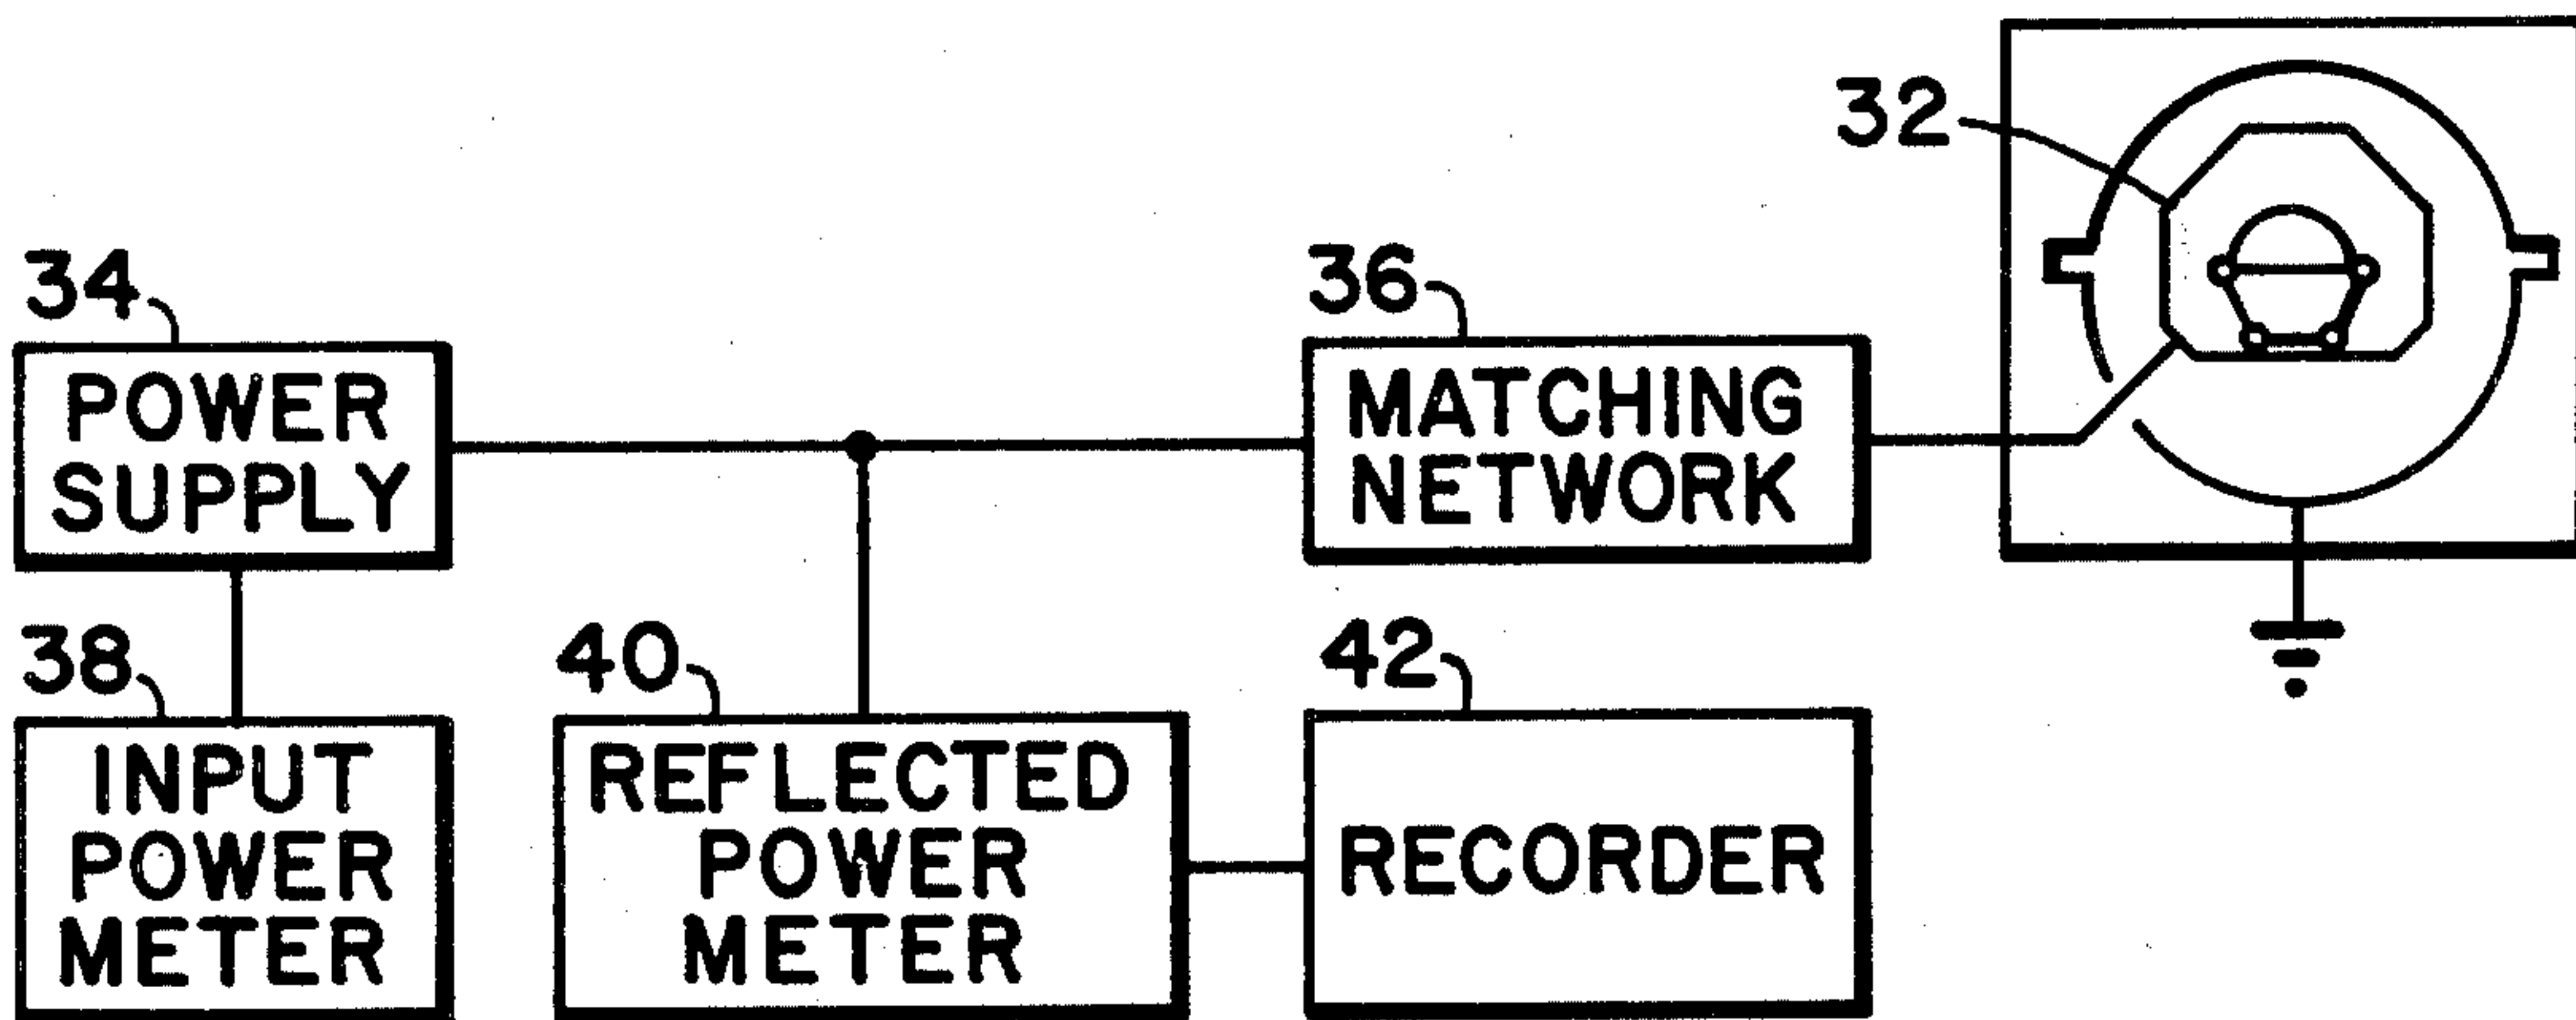 32
34
36
POWER
SUPPLY
MATCHING
NETWORK
38
40
42
INPUT
POWER
METER
REFLECTED
POWER
METER
RECORDER